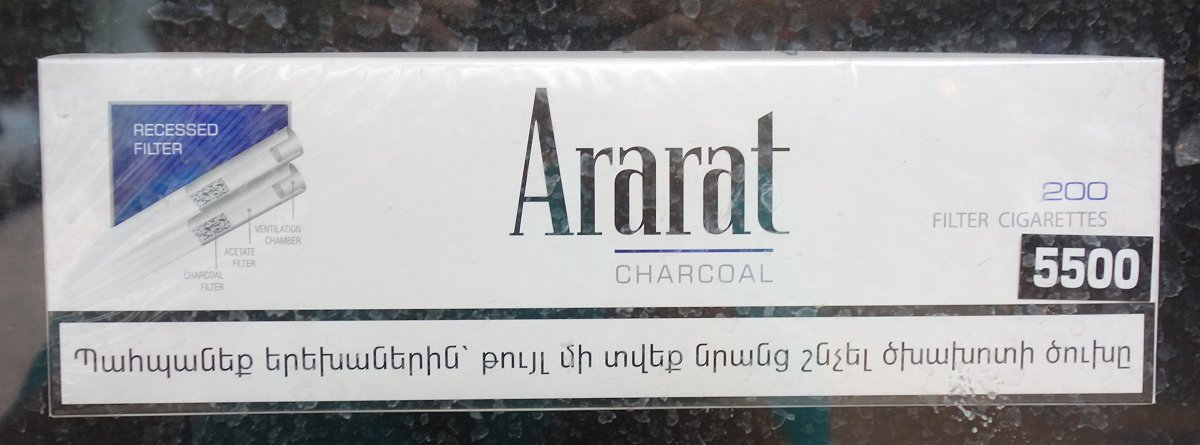 RECESSED
FILTER
VENTILATION
CHAMBER
ACETATE
FILTER
CHARCOAL
FILTER
Ararat
CHARCOAL
200
FILTER CIGARETTES
5500
Պահպանեք երեխաներին՝ թույլ մի տվեք նրանց շնչել ծխախոտի ծուխը